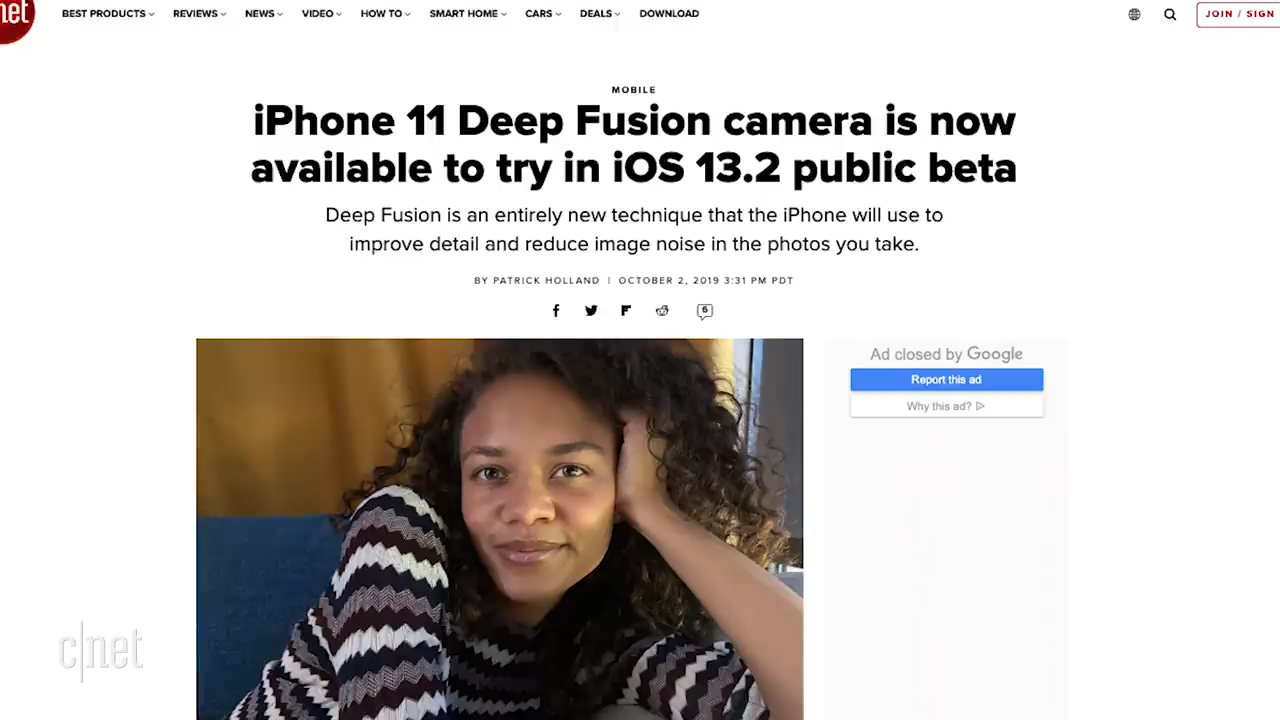 net
BEST PRODUCTS REVIEWS NEWS VIDEO HOW TO SMART HOME CARS DEALS DOWNLOAD JOIN / SIGN
MOBILE
iPhone 11 Deep Fusion camera is now
available to try in iOS 13.2 public beta
Deep Fusion is an entirely new technique that the iPhone will use to
improve detail and reduce image noise in the photos you take.
BY PATRICK HOLLAND | OCTOBER 2, 2019 3:31 PM PDT
6
Ad closed by Google
Report this ad
Why this ad?
c|net